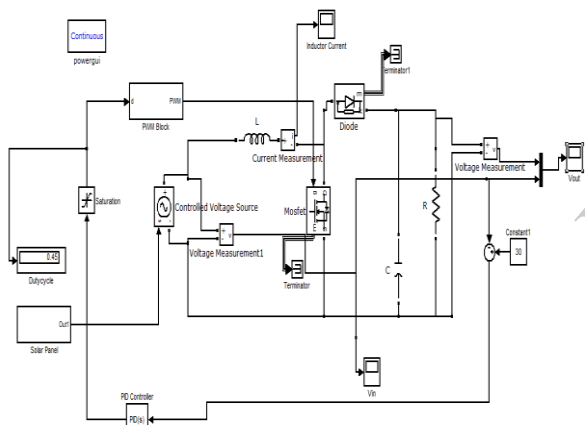 Continuous
powergui
Inductor Current
Terminator1
d
PWM
PWM Block
L
i
+
-
Current Measurement
m
Diode
+
-
v
Voltage Measurement
Vout
Saturation
Controlled Voltage Source
Mosfet
+
-
v
Voltage Measurement1
R
Constant1
30
0.45
Dutycycle
Terminator
C
Out1
Solar Panel
Vin
PID Controller
PID(s)